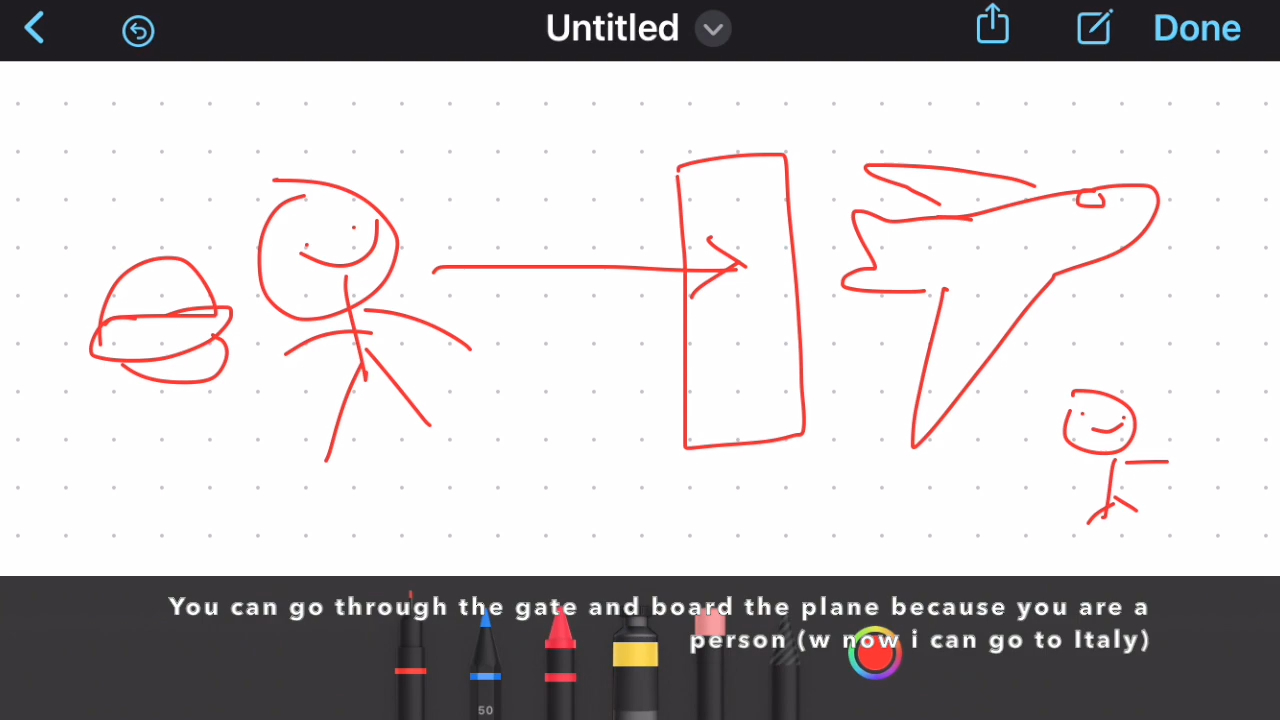 Untitled
Done
You can go through the gate and board the plane because you are a
person (w now i can go to Italy)
50